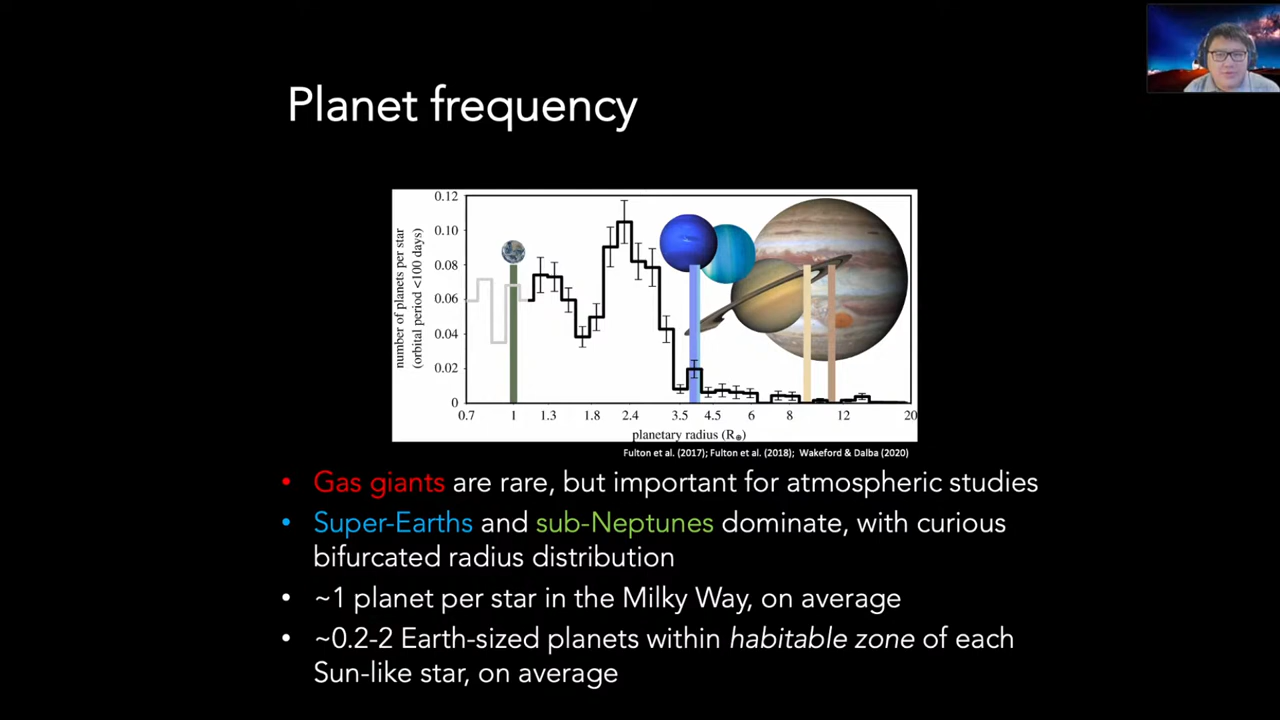 Planet frequency
number of planets per star
(orbital period <100 days)
0.12
0.10
0.08
0.06
0.04
0.02
0
0.7 1 1.3 1.8 2.4 3.5 4.5 6 8 12 20
planetary radius (R⊕)
Fulton et al. (2017); Fulton et al. (2018); Wakeford & Dalba (2020)
• Gas giants are rare, but important for atmospheric studies
• Super-Earths and sub-Neptunes dominate, with curious
bifurcated radius distribution
• ~1 planet per star in the Milky Way, on average
• ~0.2-2 Earth-sized planets within habitable zone of each
Sun-like star, on average